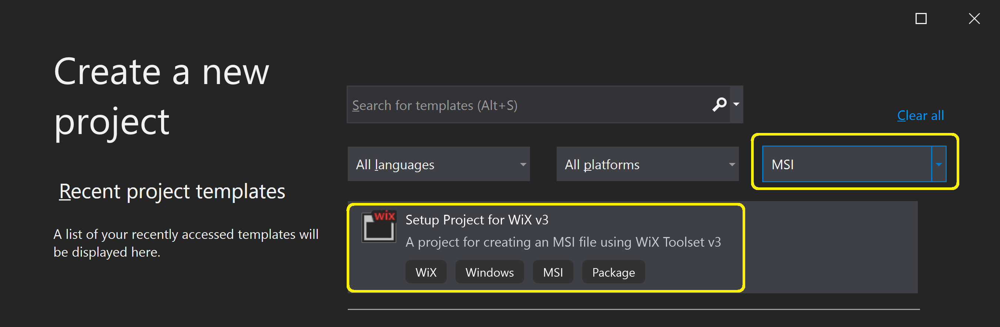 Create a new
project
Search for templates (Alt+S)
Clear all
All languages
All platforms
MSI
Recent project templates
A list of your recently accessed templates will
be displayed here.
wix
Setup Project for WiX v3
A project for creating an MSI file using WiX Toolset v3
WiX
Windows
MSI
Package